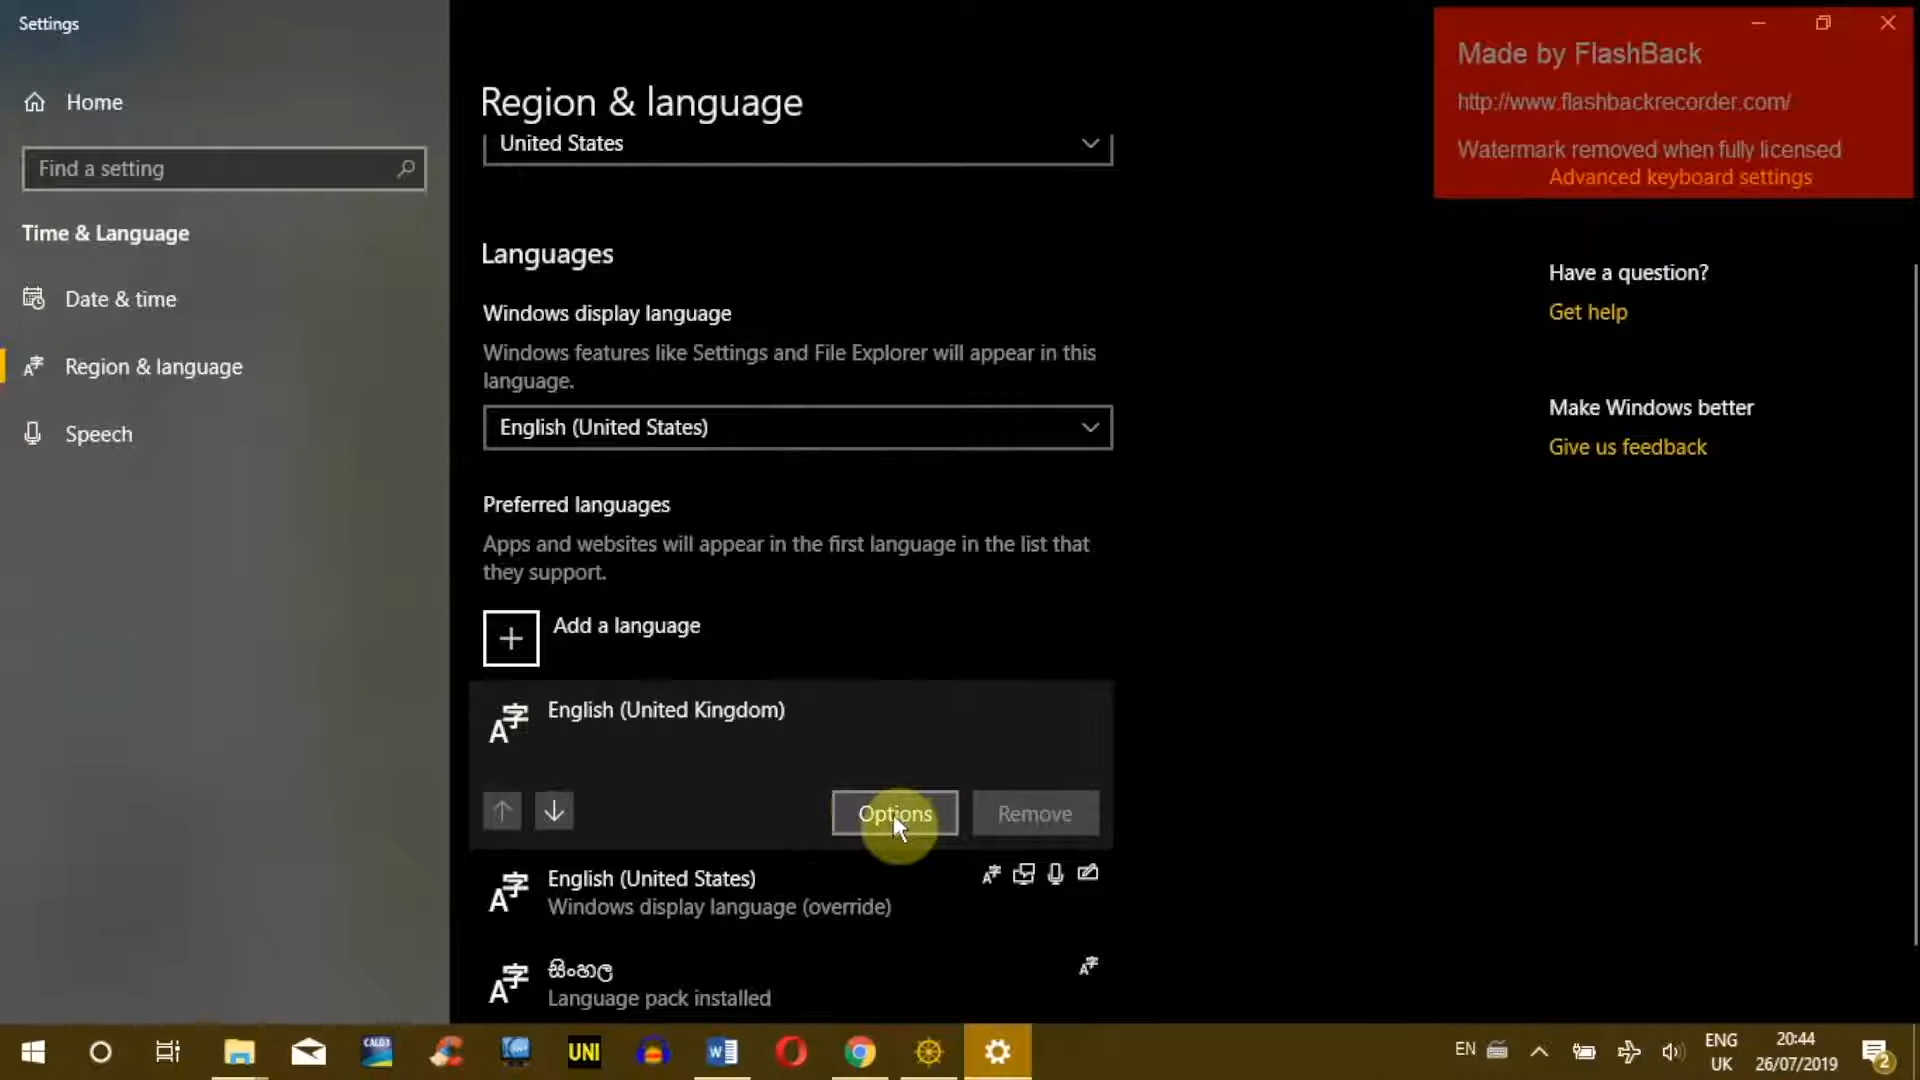 Settings
Home
Find a setting
Time & Language
Date & time
Region & language
Speech
Region & language
United States
Languages
Windows display language
Windows features like Settings and File Explorer will appear in this
language.
English (United States)
Preferred languages
Apps and websites will appear in the first language in the list that
they support.
Add a language
English (United Kingdom)
Options
Remove
English (United States)
Windows display language (override)
සිංහල
Language pack installed
Made by FlashBack
http://www.flashbackrecorder.com/
Watermark removed when fully licensed
Advanced keyboard settings
Have a question?
Get help
Make Windows better
Give us feedback
UNI
EN
ENG
UK
20:44
26/07/2019
2